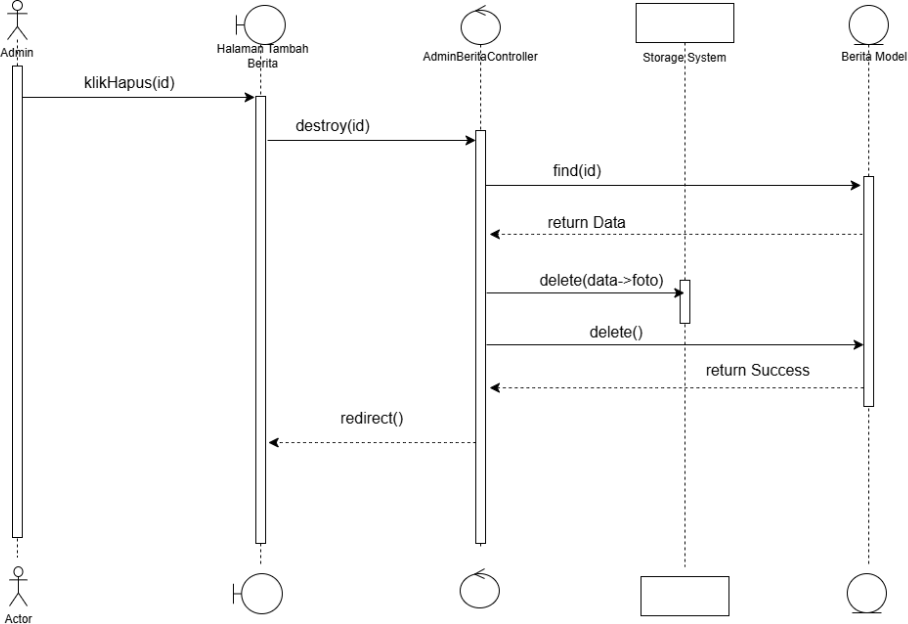 Admin
Halaman Tambah
Berita
AdminBeritaController
Storage System
Berita Model
klikHapus(id)
destroy(id)
find(id)
return Data
delete(data->foto)
delete()
return Success
redirect()
Actor